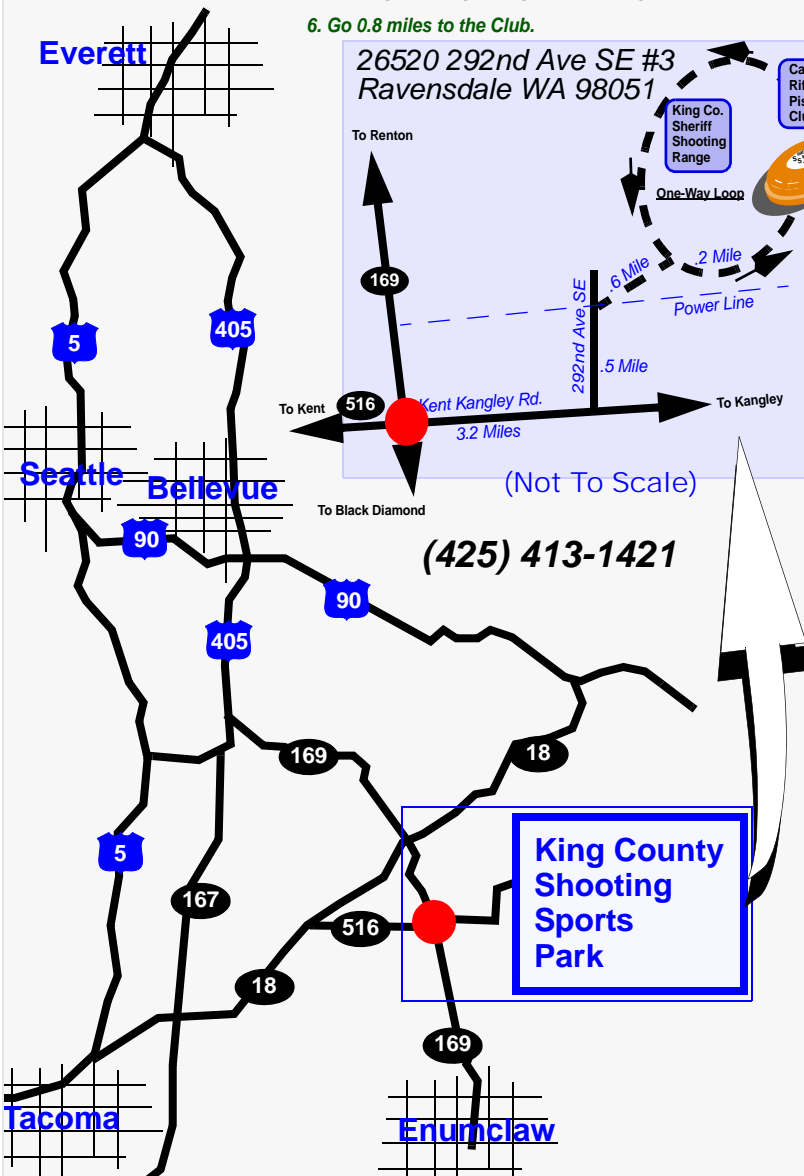 6. Go 0.8 miles to the Club.
Everett
26520 292nd Ave SE #3
Ravensdale WA 98051
King Co.
Sheriff
Shooting
Range
To Renton
One-Way Loop
169
.6 Mile
.2 Mile
Power Line
292nd Ave SE
.5 Mile
5
405
To Kent
516
Kent Kangley Rd.
3.2 Miles
To Kangley
Seattle
Bellevue
(Not To Scale)
To Black Diamond
90
(425) 413-1421
90
405
169
18
5
King County
Shooting
Sports
Park
167
516
18
169
Tacoma
Enumclaw